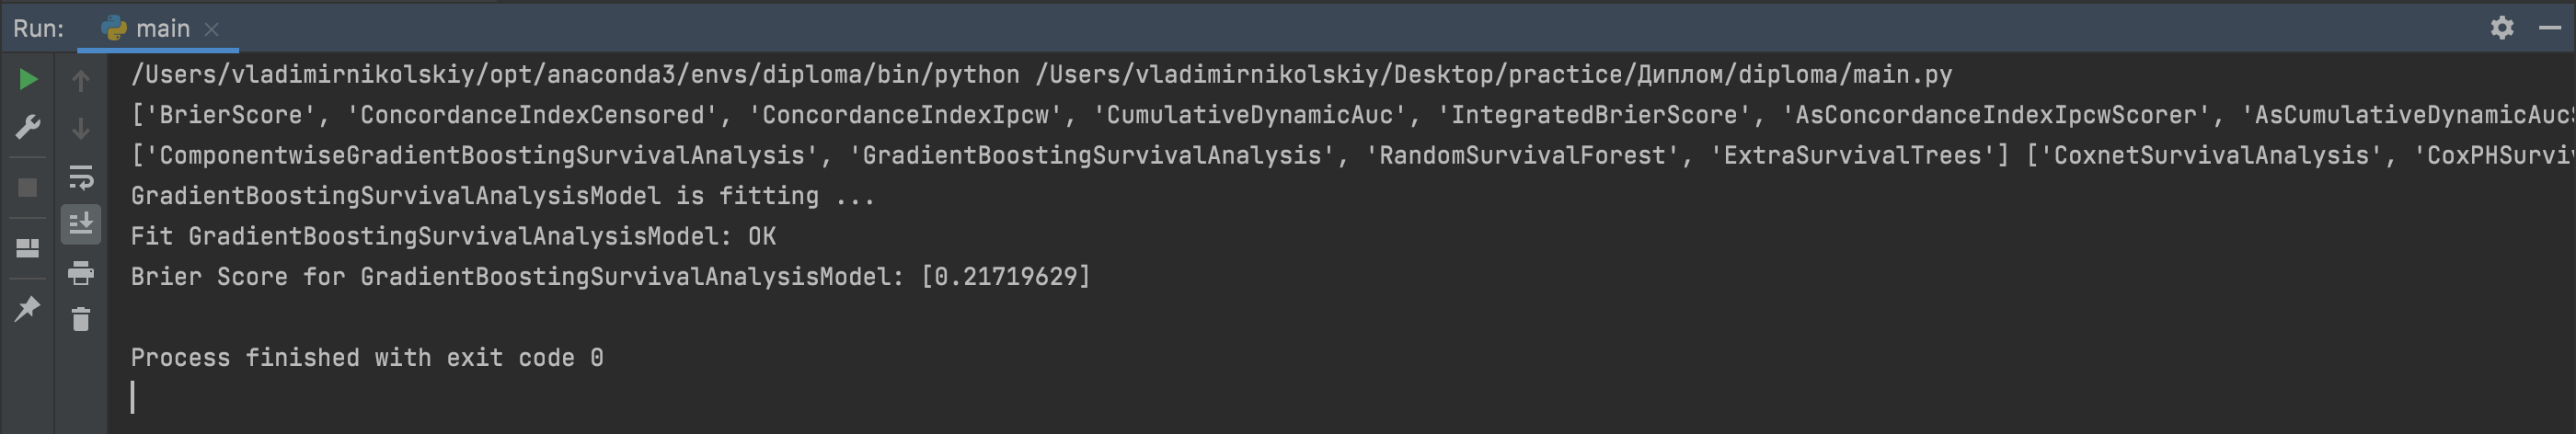 Run: main
/Users/vladimirnikolskiy/opt/anaconda3/envs/diploma/bin/python /Users/vladimirnikolskiy/Desktop/practice/Диплом/diploma/main.py
['BrierScore', 'ConcordanceIndexCensored', 'ConcordanceIndexIpcw', 'CumulativeDynamicAuc', 'IntegratedBrierScore', 'AsConcordanceIndexIpcwScorer', 'AsCumulativeDynamicAuc
['ComponentwiseGradientBoostingSurvivalAnalysis', 'GradientBoostingSurvivalAnalysis', 'RandomSurvivalForest', 'ExtraSurvivalTrees'] ['CoxnetSurvivalAnalysis', 'CoxPHSurvi
GradientBoostingSurvivalAnalysisModel is fitting ...
Fit GradientBoostingSurvivalAnalysisModel: OK
Brier Score for GradientBoostingSurvivalAnalysisModel: [0.21719629]
Process finished with exit code 0